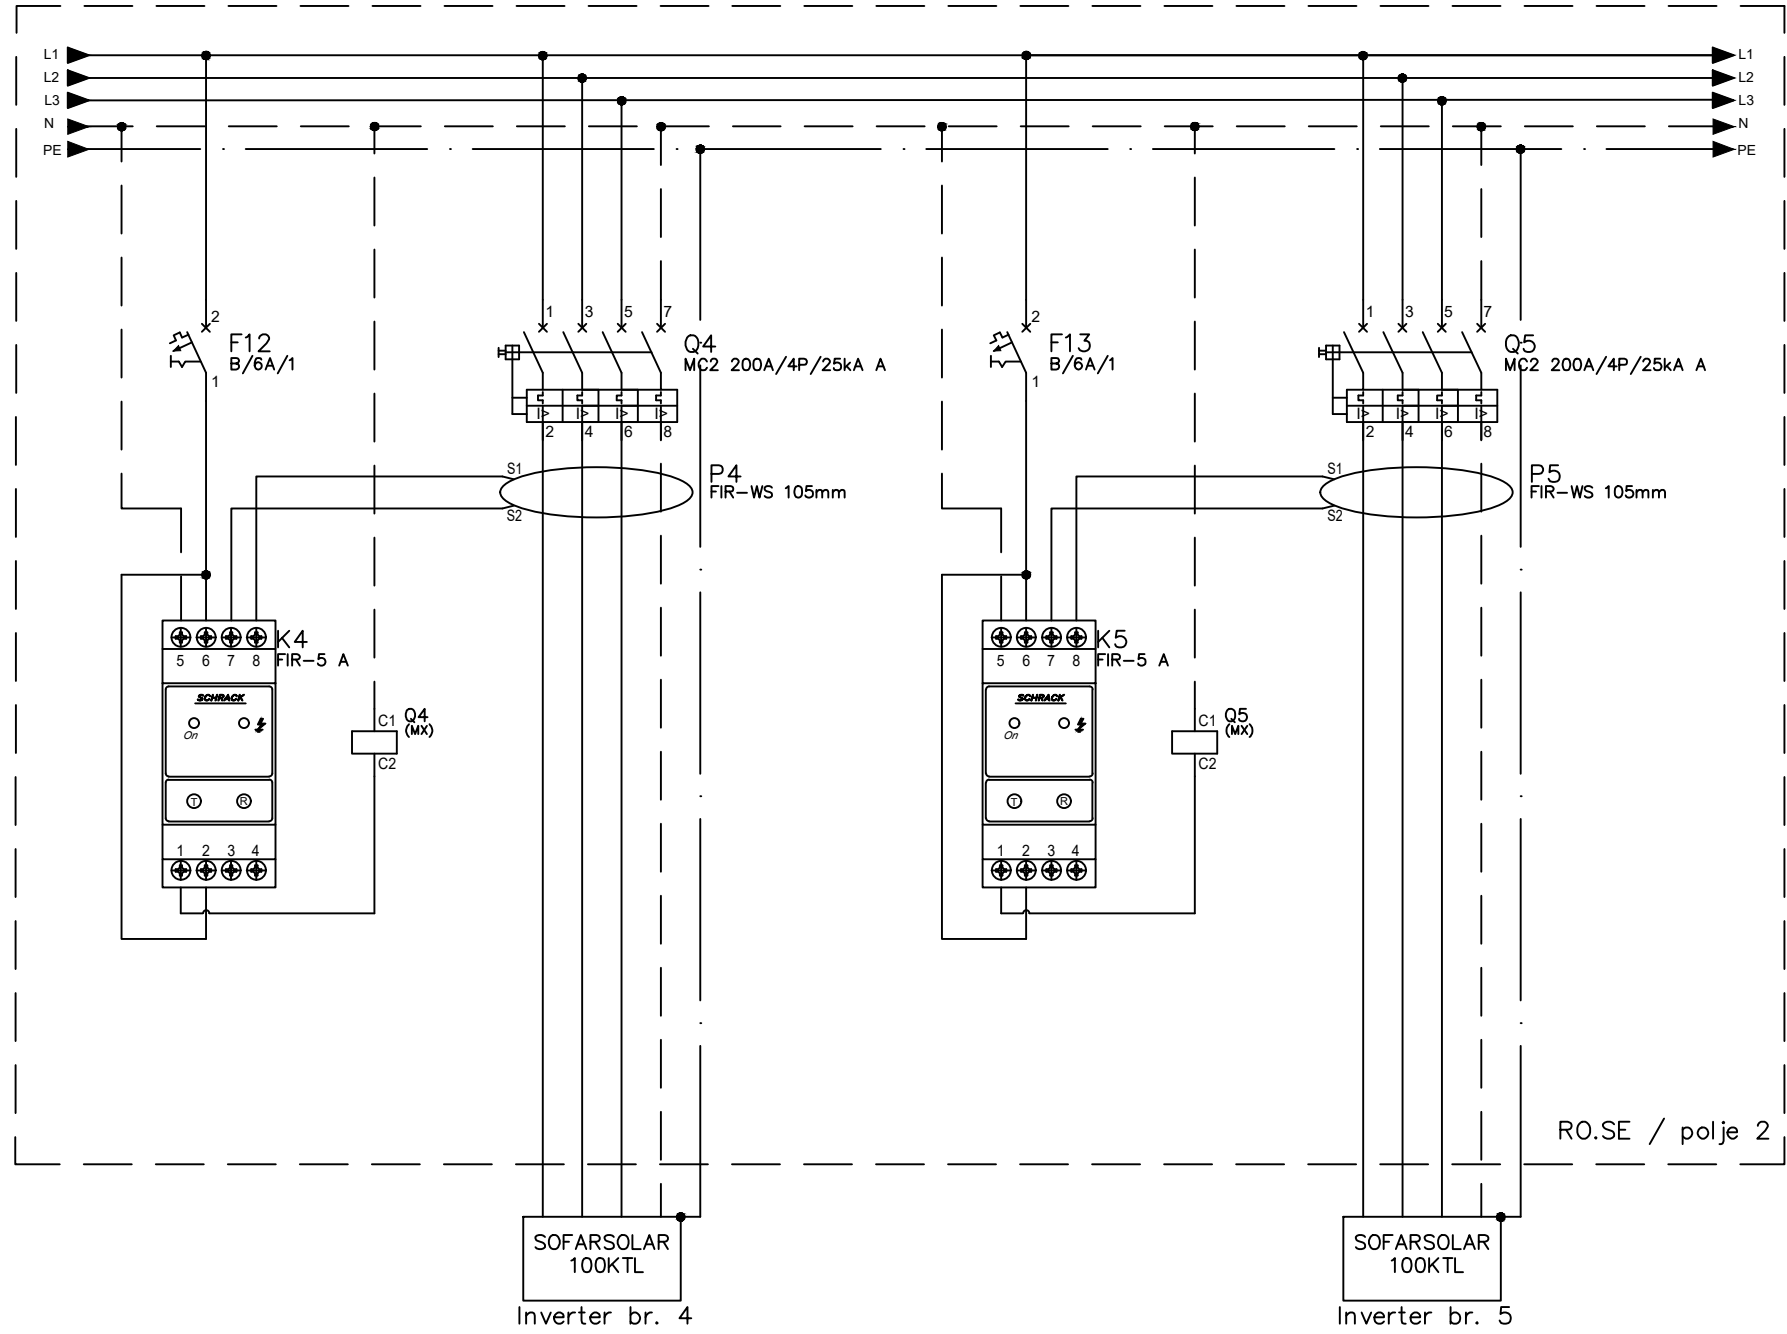 L1 L1
L2 L2
L3 L3
N N
PE PE
2 1 3 5 7 2 1 3 5 7
F12 Q4 F13 Q5
B/6A/1 MC2 200A/4P/25kA A B/6A/1 MC2 200A/4P/25kA A
1 1
I> I> I> I> I> I> I> I>
2 4 6 8 2 4 6 8
S1 P4 S1 P5
FIR-WS 105mm FIR-WS 105mm
S2 S2
K4 K5
5 6 7 8 FIR-5 A 5 6 7 8 FIR-5 A
SCHRACK SCHRACK
C1 Q4 C1 Q5
On (MX) On (MX)
C2 C2
T R T R
1 2 3 4 1 2 3 4
RO.SE / polje 2
SOFARSOLAR SOFARSOLAR
100KTL 100KTL
Inverter br. 4 Inverter br. 5